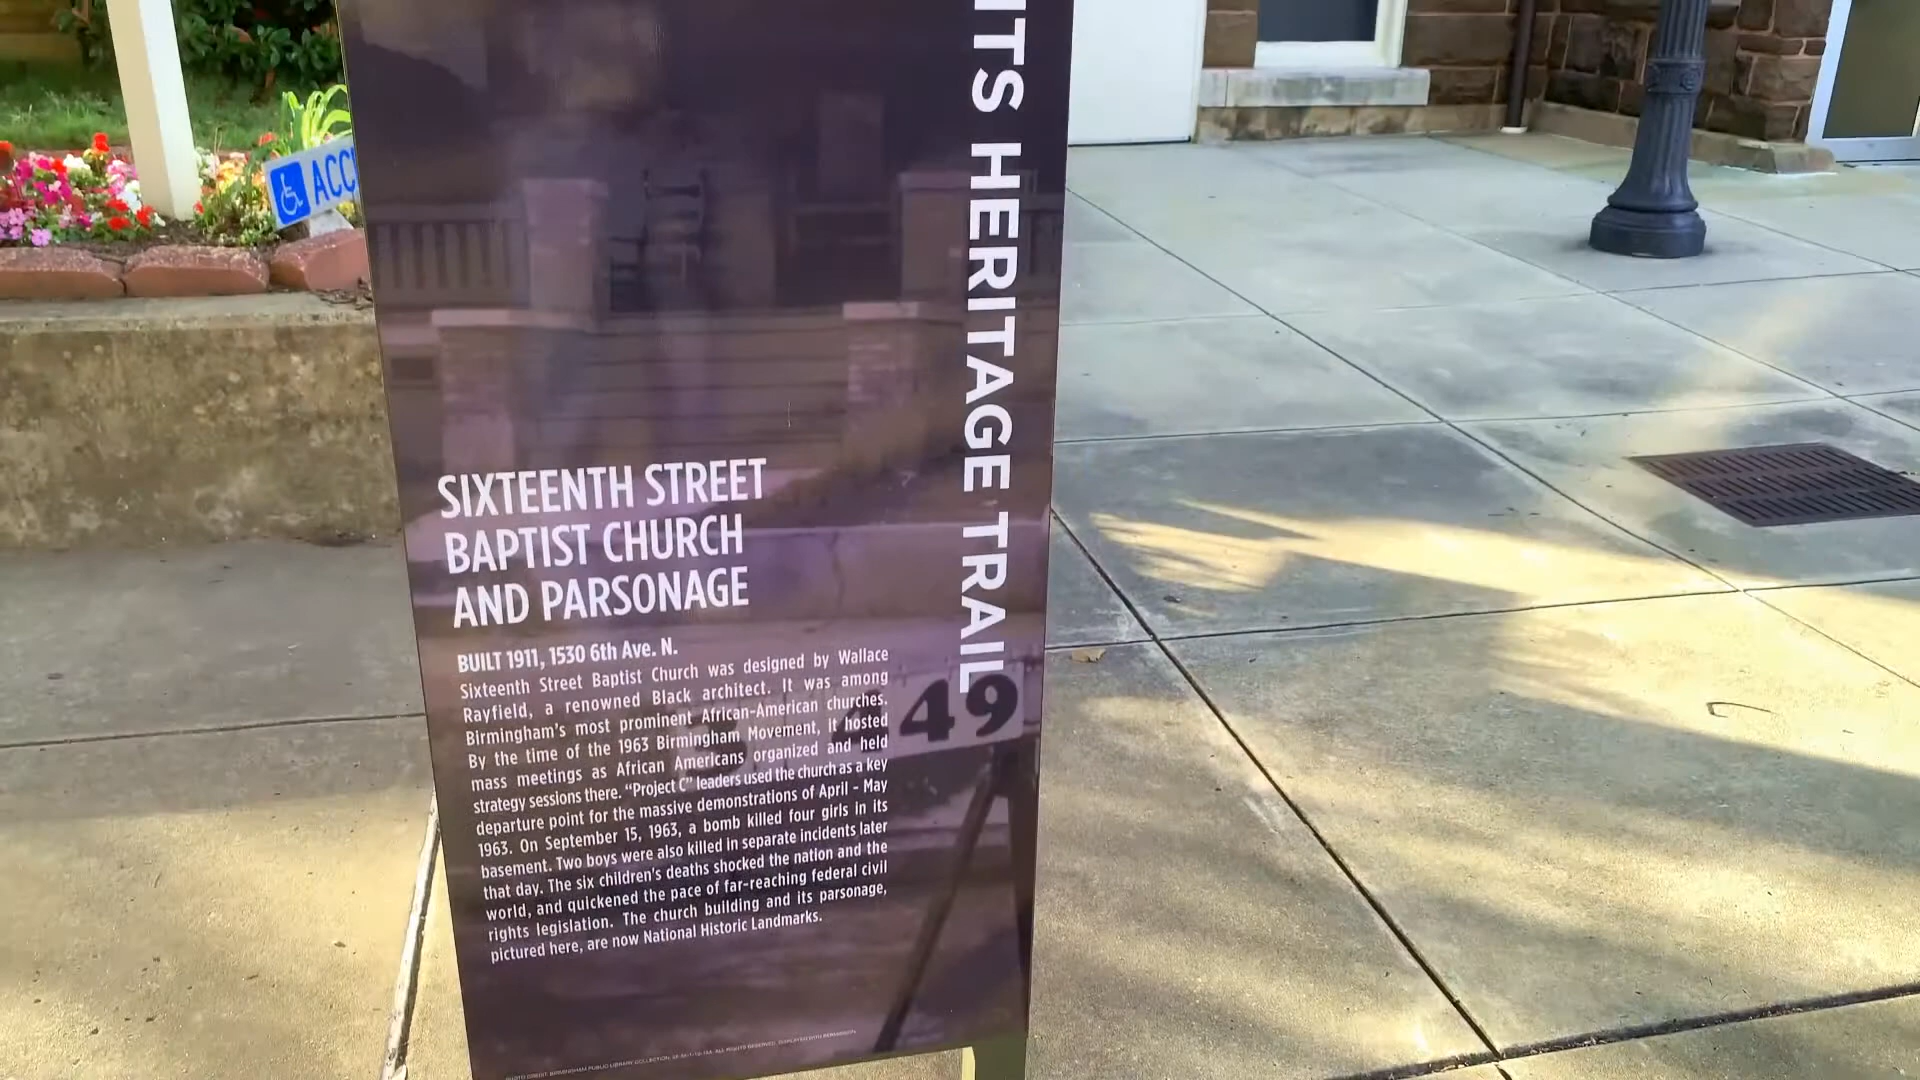 ACC
ITS HERITAGE TRAIL
SIXTEENTH STREET
BAPTIST CHURCH
AND PARSONAGE
BUILT 1911, 1530 6th Ave. N.
Sixteenth Street Baptist Church was designed by Wallace
Rayfield, a renowned Black architect. It was among
Birmingham's most prominent African-American churches.
By the time of the 1963 Birmingham Movement, it hosted
mass meetings as African Americans organized and held
strategy sessions there. "Project C" leaders used the church as a key
departure point for the massive demonstrations of April - May
1963. On September 15, 1963, a bomb killed four girls in its
basement. Two boys were also killed in separate incidents later
that day. The six children's deaths shocked the nation and the
world, and quickened the pace of far-reaching federal civil
rights legislation. The church building and its parsonage,
pictured here, are now National Historic Landmarks.
449